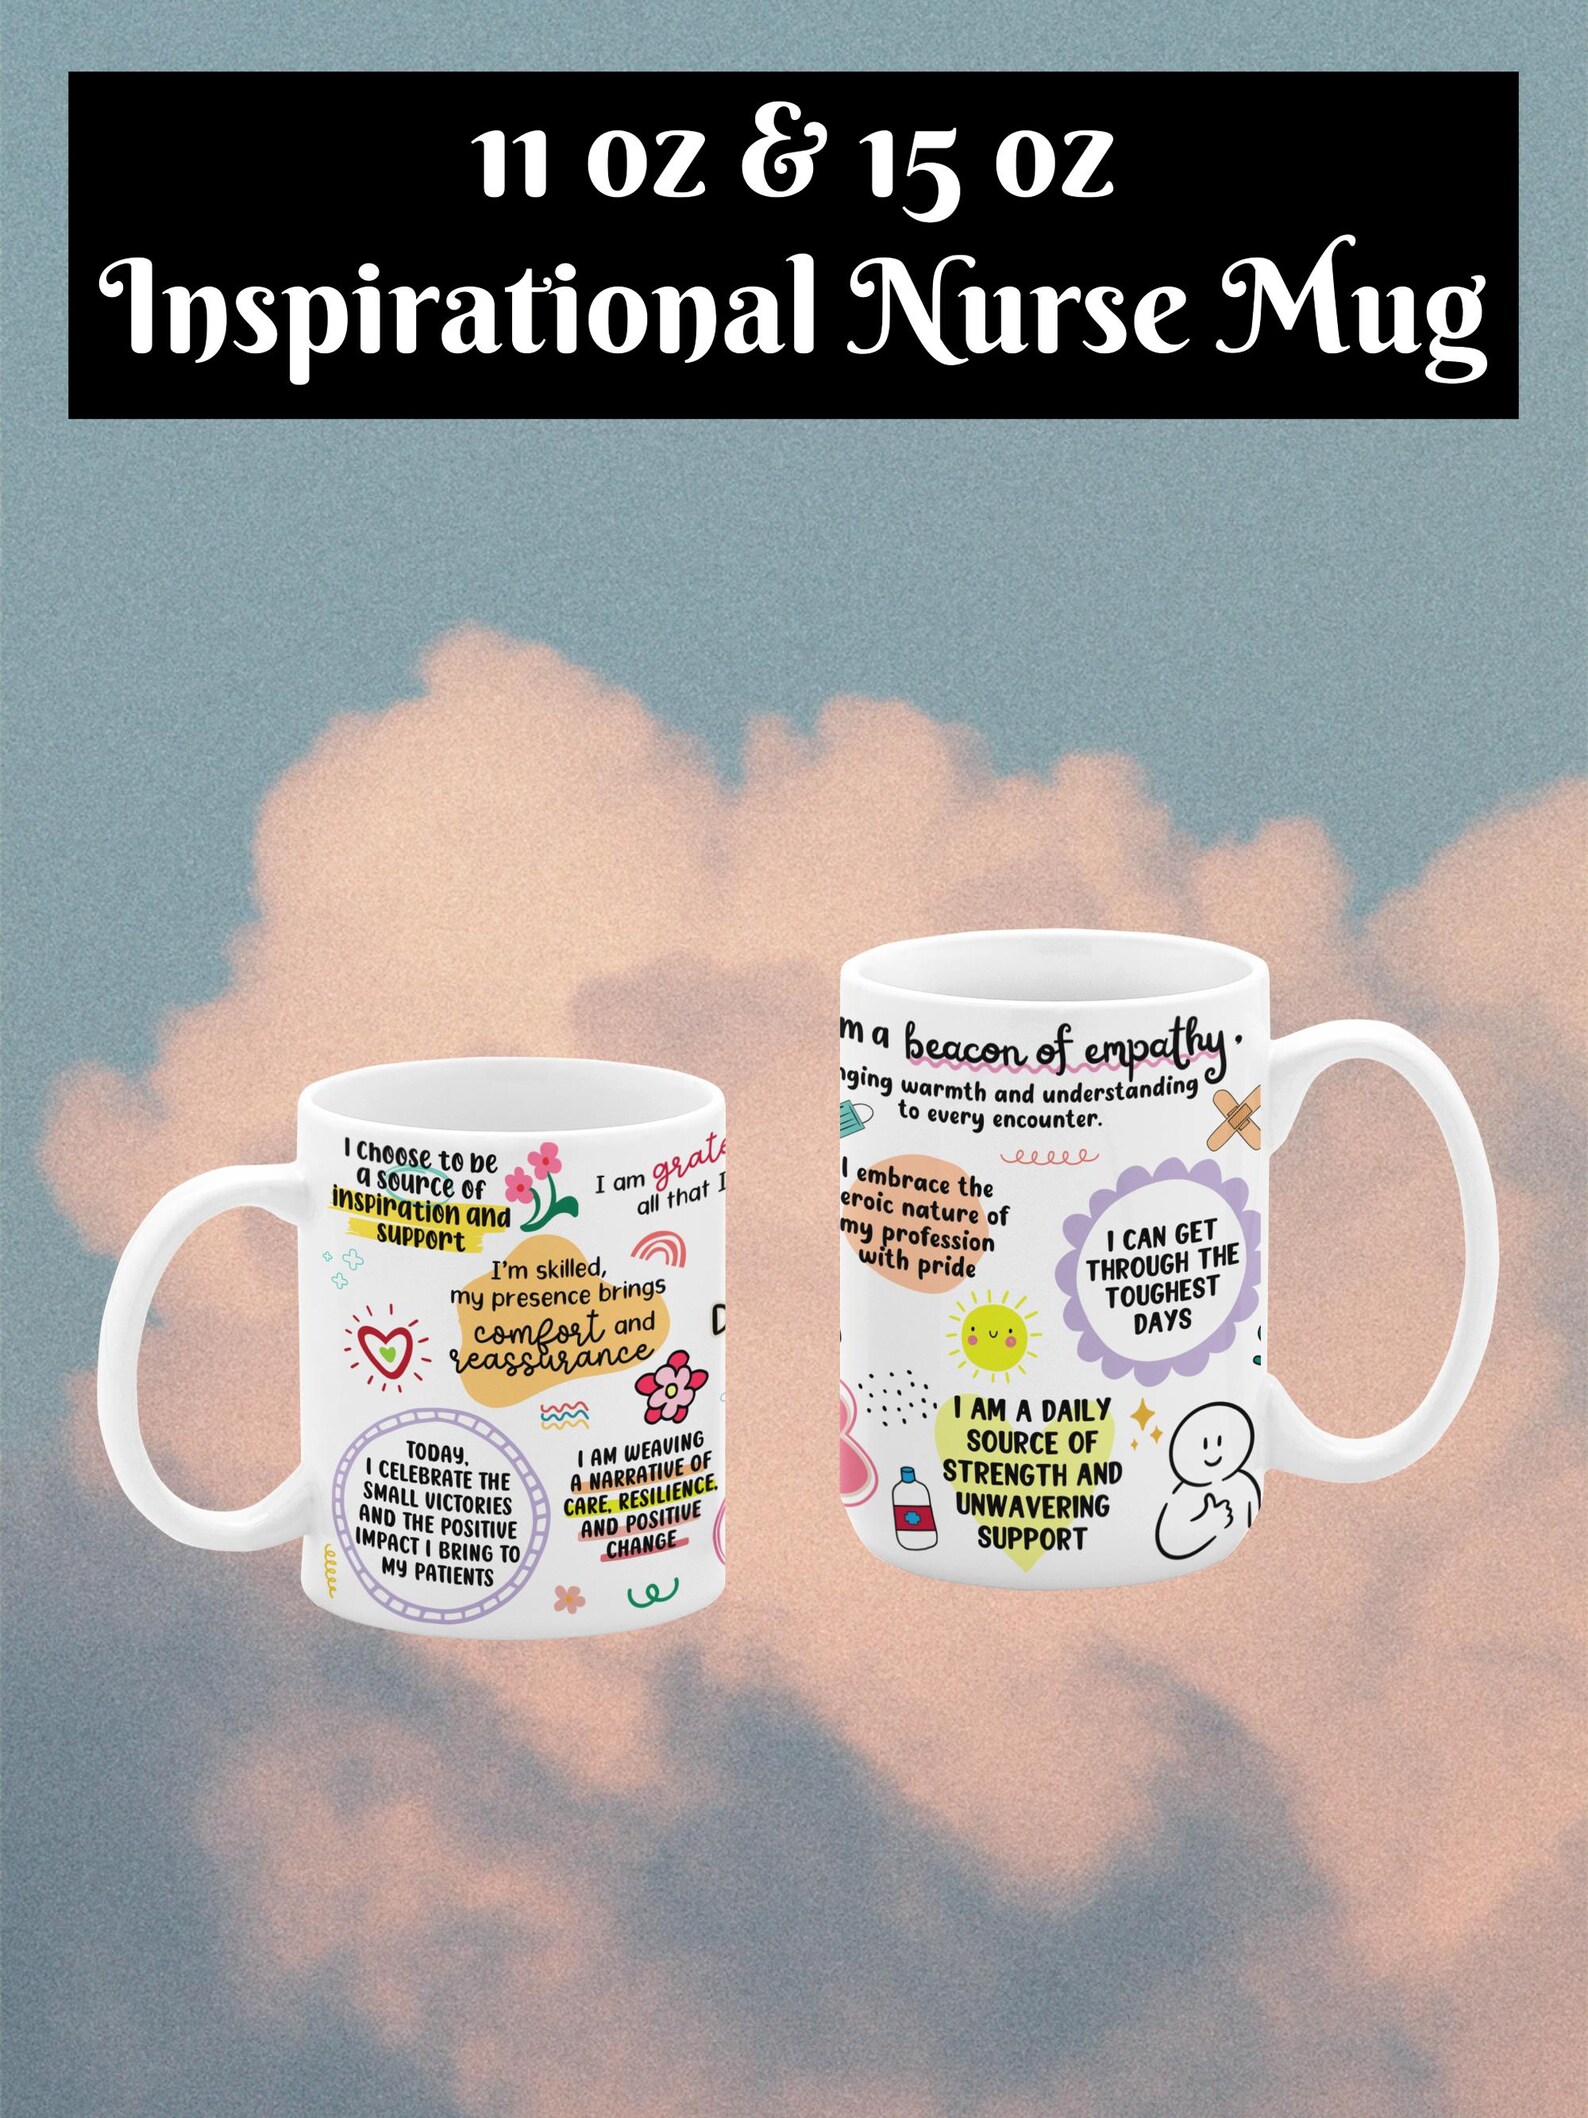 11 oz & 15 oz
Inspirational Nurse Mug
I choose to be
a source of
inspiration and
support
I am
all that I
I'm skilled,
my presence brings
comfort and
reassurance
TODAY,
I CELEBRATE THE
SMALL VICTORIES
AND THE POSITIVE
IMPACT I BRING TO
MY PATIENTS
I AM WEAVING
A NARRATIVE OF
CARE, RESILIENCE,
AND POSITIVE
CHANGE
a beacon of empathy,
warmth and understanding
to every encounter.
I embrace the
nature of
my profession
with pride
I CAN GET
THROUGH THE
TOUGHEST
DAYS
I AM A DAILY
SOURCE OF
STRENGTH AND
UNWAVERING
SUPPORT